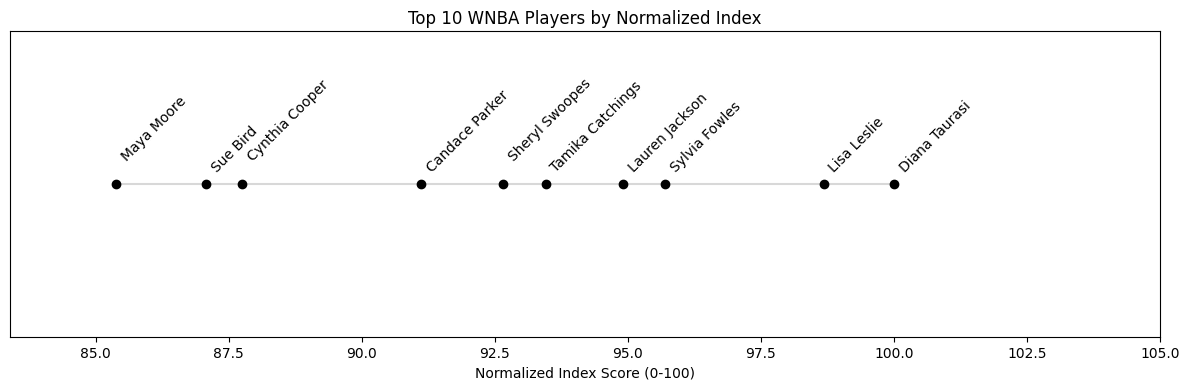 Top 10 WNBA Players by Normalized Index
Maya Moore
Sue Bird
Cynthia Cooper
Candace Parker
Sheryl Swoopes
Tamika Catchings
Lauren Jackson
Sylvia Fowles
Lisa Leslie
Diana Taurasi
85.0
87.5
90.0
92.5
95.0
97.5
100.0
102.5
105.0
Normalized Index Score (0-100)